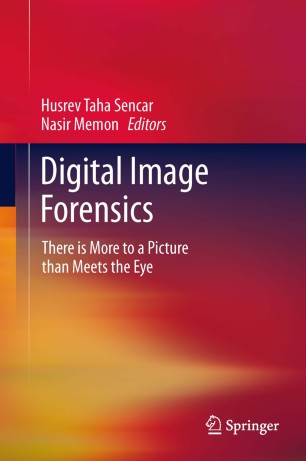 Husrev Taha Sencar
Nasir Memon Editors
Digital Image
Forensics
There is More to a Picture
than Meets the Eye
Springer